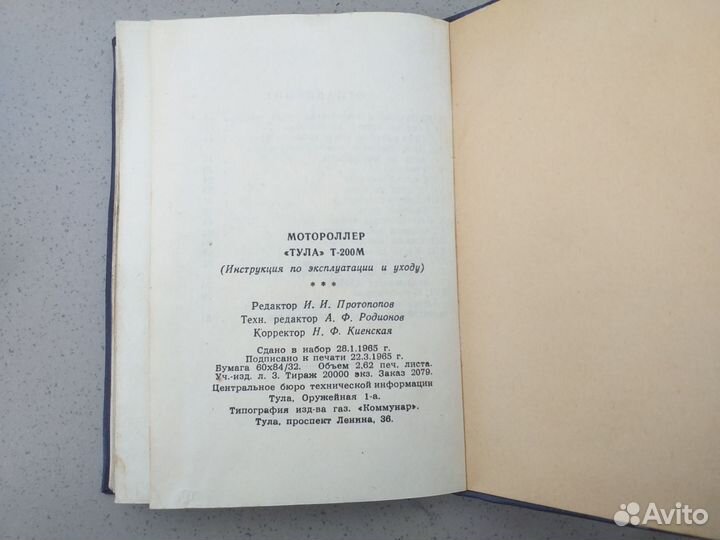 МОТОРОЛЛЕР
«ТУЛА» Т-200М
(Инструкция по эксплуатации и уходу)
* * *
Редактор И. И. Протопопов
Техн. редактор А. Ф. Родионов
Корректор Н. Ф. Киенская
Сдано в набор 28.1.1965 г.
Подписано к печати 22.3.1965 г.
Бумага 60х84/32. Объем 2,62 печ. листа.
Уч.-изд. л. 3. Тираж 20000 экз. Заказ 2079.
Центральное бюро технической информации
Тула, Оружейная 1-а.
Типография изд-ва газ. «Коммунар».
Тула, проспект Ленина, 36.
Avito